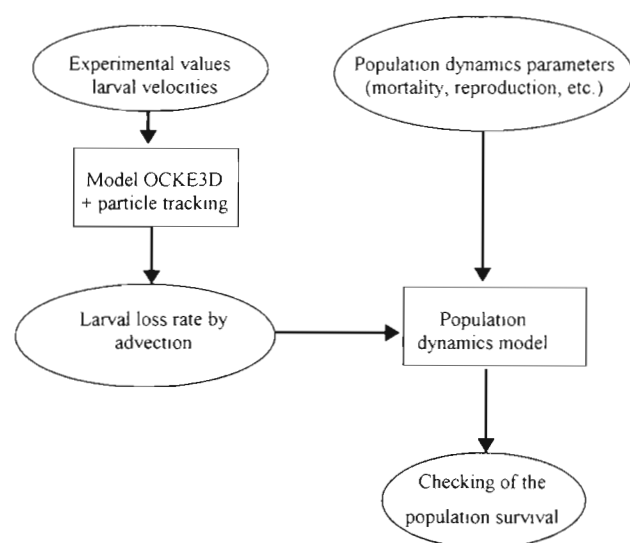 Experimental values
larval velocities
Population dynamics parameters
(mortality, reproduction, etc.)
Model OCKE3D
+ particle tracking
Larval loss rate by
advection
Population
dynamics model
Checking of the
population survival